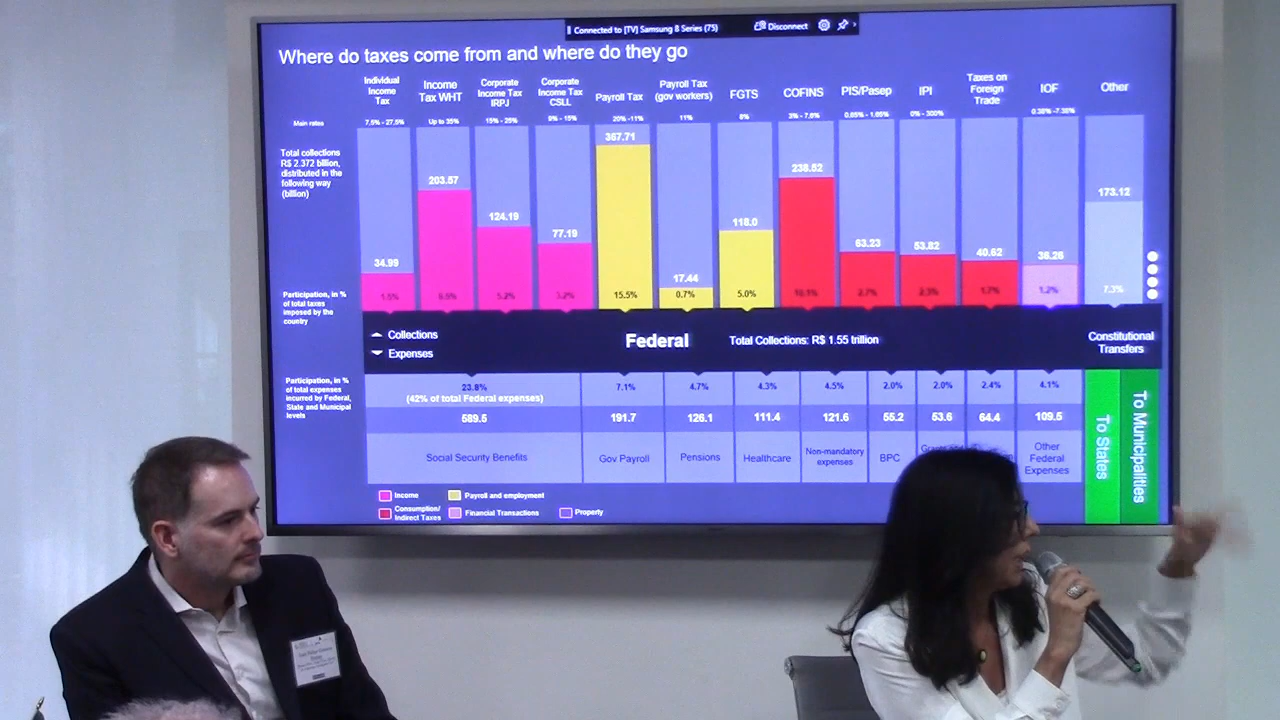 Connected to [TV] Samsung 8 Series (75)
Disconnect
Where do taxes come from and where do they go
Individual
Income
Tax
Income
Tax WHT
Corporate
Income Tax
IRPJ
Corporate
Income Tax
CSLL
Payroll Tax
Payroll Tax
(gov workers)
FGTS
COFINS
PIS/Pasep
IPI
Taxes on
Foreign
Trade
IOF
Other
Main rates
7.5% - 27.5%
Up to 35%
15% - 25%
9% - 15%
20% -11%
11%
8%
3% - 7,6%
0,65% - 1,65%
0% - 300%
0.38% -7.38%
Total collections
R$ 2.372 billion,
distributed in the
following way
(billion)
34.99
203.57
124.19
77.19
367.71
17.44
118.0
238.52
63.23
53.82
40.62
173.12
Participation, in %
of total taxes
imposed by the
country
1.5%
5.2%
3.2%
15.5%
0.7%
5.0%
10.1%
2.7%
2.3%
1.7%
1.2%
7.3%
Collections
Expenses
Federal
Total Collections: R$ 1.55 trillion
Constitutional
Transfers
Participation, in %
of total expenses
incurred by Federal,
State and Municipal
levels
23.8%
(42% of total Federal expenses)
7.1%
4.7%
4.3%
4.5%
2.0%
2.0%
2.4%
4.1%
589.5
191.7
126.1
111.4
121.6
55.2
53.6
64.4
109.5
Social Security Benefits
Gov Payroll
Pensions
Healthcare
Non-mandatory
expenses
BPC
Other
Federal
Expenses
To States
To Municipalities
Income
Payroll and employment
Consumption/
Indirect Taxes
Financial Transactions
Property